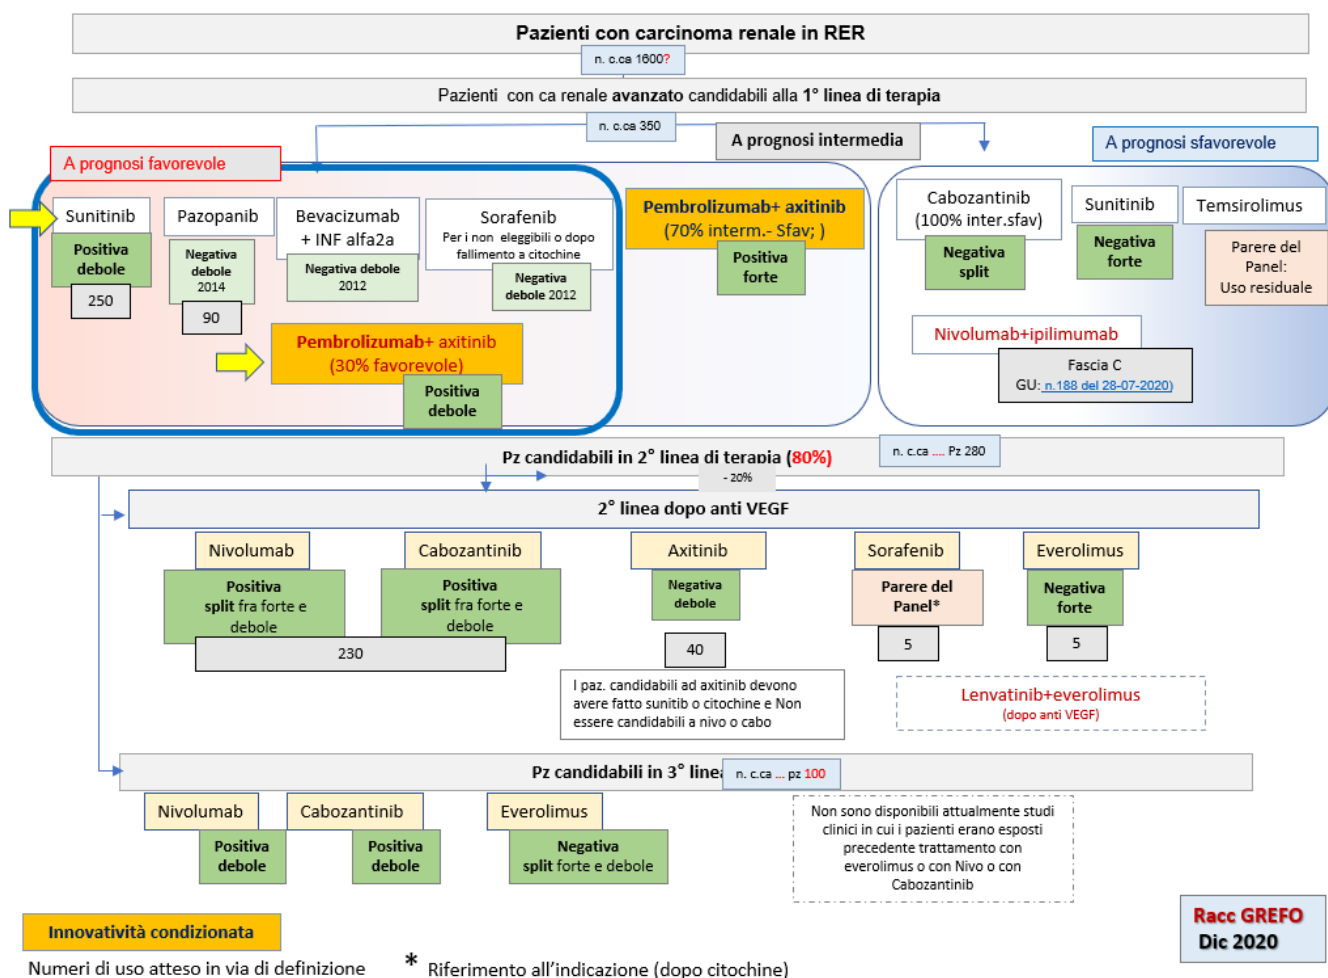 Pazienti con carcinoma renale in RER
n. c.ca 1600?
Pazienti con ca renale avanzato candidabili alla 1° linea di terapia
n. c.ca 350
A prognosi intermedia
A prognosi favorevole
A prognosi sfavorevole
Sunitinib
Positiva
debole
250
Pazopanib
Negativa
debole
2014
90
Bevacizumab
+ INF alfa2a
Negativa debole
2012
Sorafenib
Per i non eleggibili o dopo
fallimento a citochine
Negativa
debole 2012
Pembrolizumab+ axitinib
(30% favorevole)
Positiva
debole
Pembrolizumab+ axitinib
(70% interm.- Sfav; )
Positiva
forte
Cabozantinib
(100% inter.sfav)
Negativa
split
Sunitinib
Negativa
forte
Temsirolimus
Parere del
Panel:
Uso residuale
Nivolumab+ipilimumab
Fascia C
GU: n.188 del 28-07-2020)
Pz candidabili in 2° linea di terapia (80%)
n. c.ca .... Pz 280
- 20%
2° linea dopo anti VEGF
Nivolumab
Positiva
split fra forte e
debole
Cabozantinib
Positiva
split fra forte e
debole
230
Axitinib
Negativa
debole
40
I paz. candidabili ad axitinib devono
avere fatto sunitib o citochine e Non
essere candidabili a nivo o cabo
Sorafenib
Parere del
Panel*
5
Everolimus
Negativa
forte
5
Lenvatinib+everolimus
(dopo anti VEGF)
Pz candidabili in 3° linea
n. c.ca ... pz 100
Nivolumab
Positiva
debole
Cabozantinib
Positiva
debole
Everolimus
Negativa
split forte e debole
Non sono disponibili attualmente studi
clinici in cui i pazienti erano esposti
precedente trattamento con
everolimus o con Nivo o con
Cabozantinib
Innovatività condizionata
Numeri di uso atteso in via di definizione
* Riferimento all'indicazione (dopo citochine)
Racc GREFO
Dic 2020